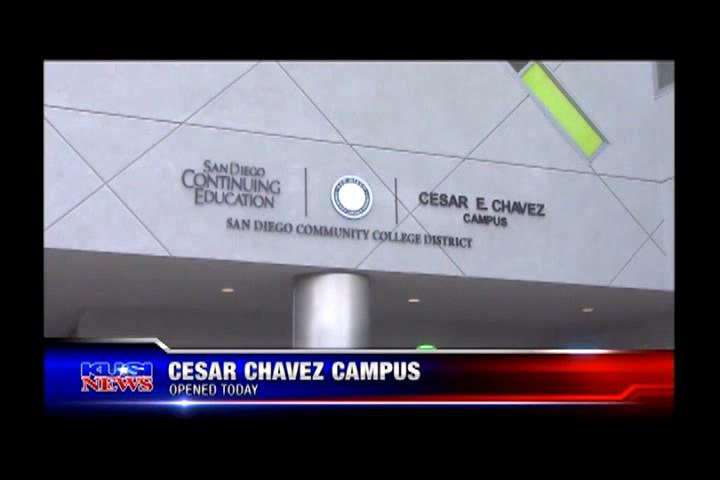 SAN DIEGO
CONTINUING
EDUCATION
CESAR E. CHAVEZ
CAMPUS
SAN DIEGO COMMUNITY COLLEGE DISTRICT
KUSI
NEWS
CESAR CHAVEZ CAMPUS
OPENED TODAY